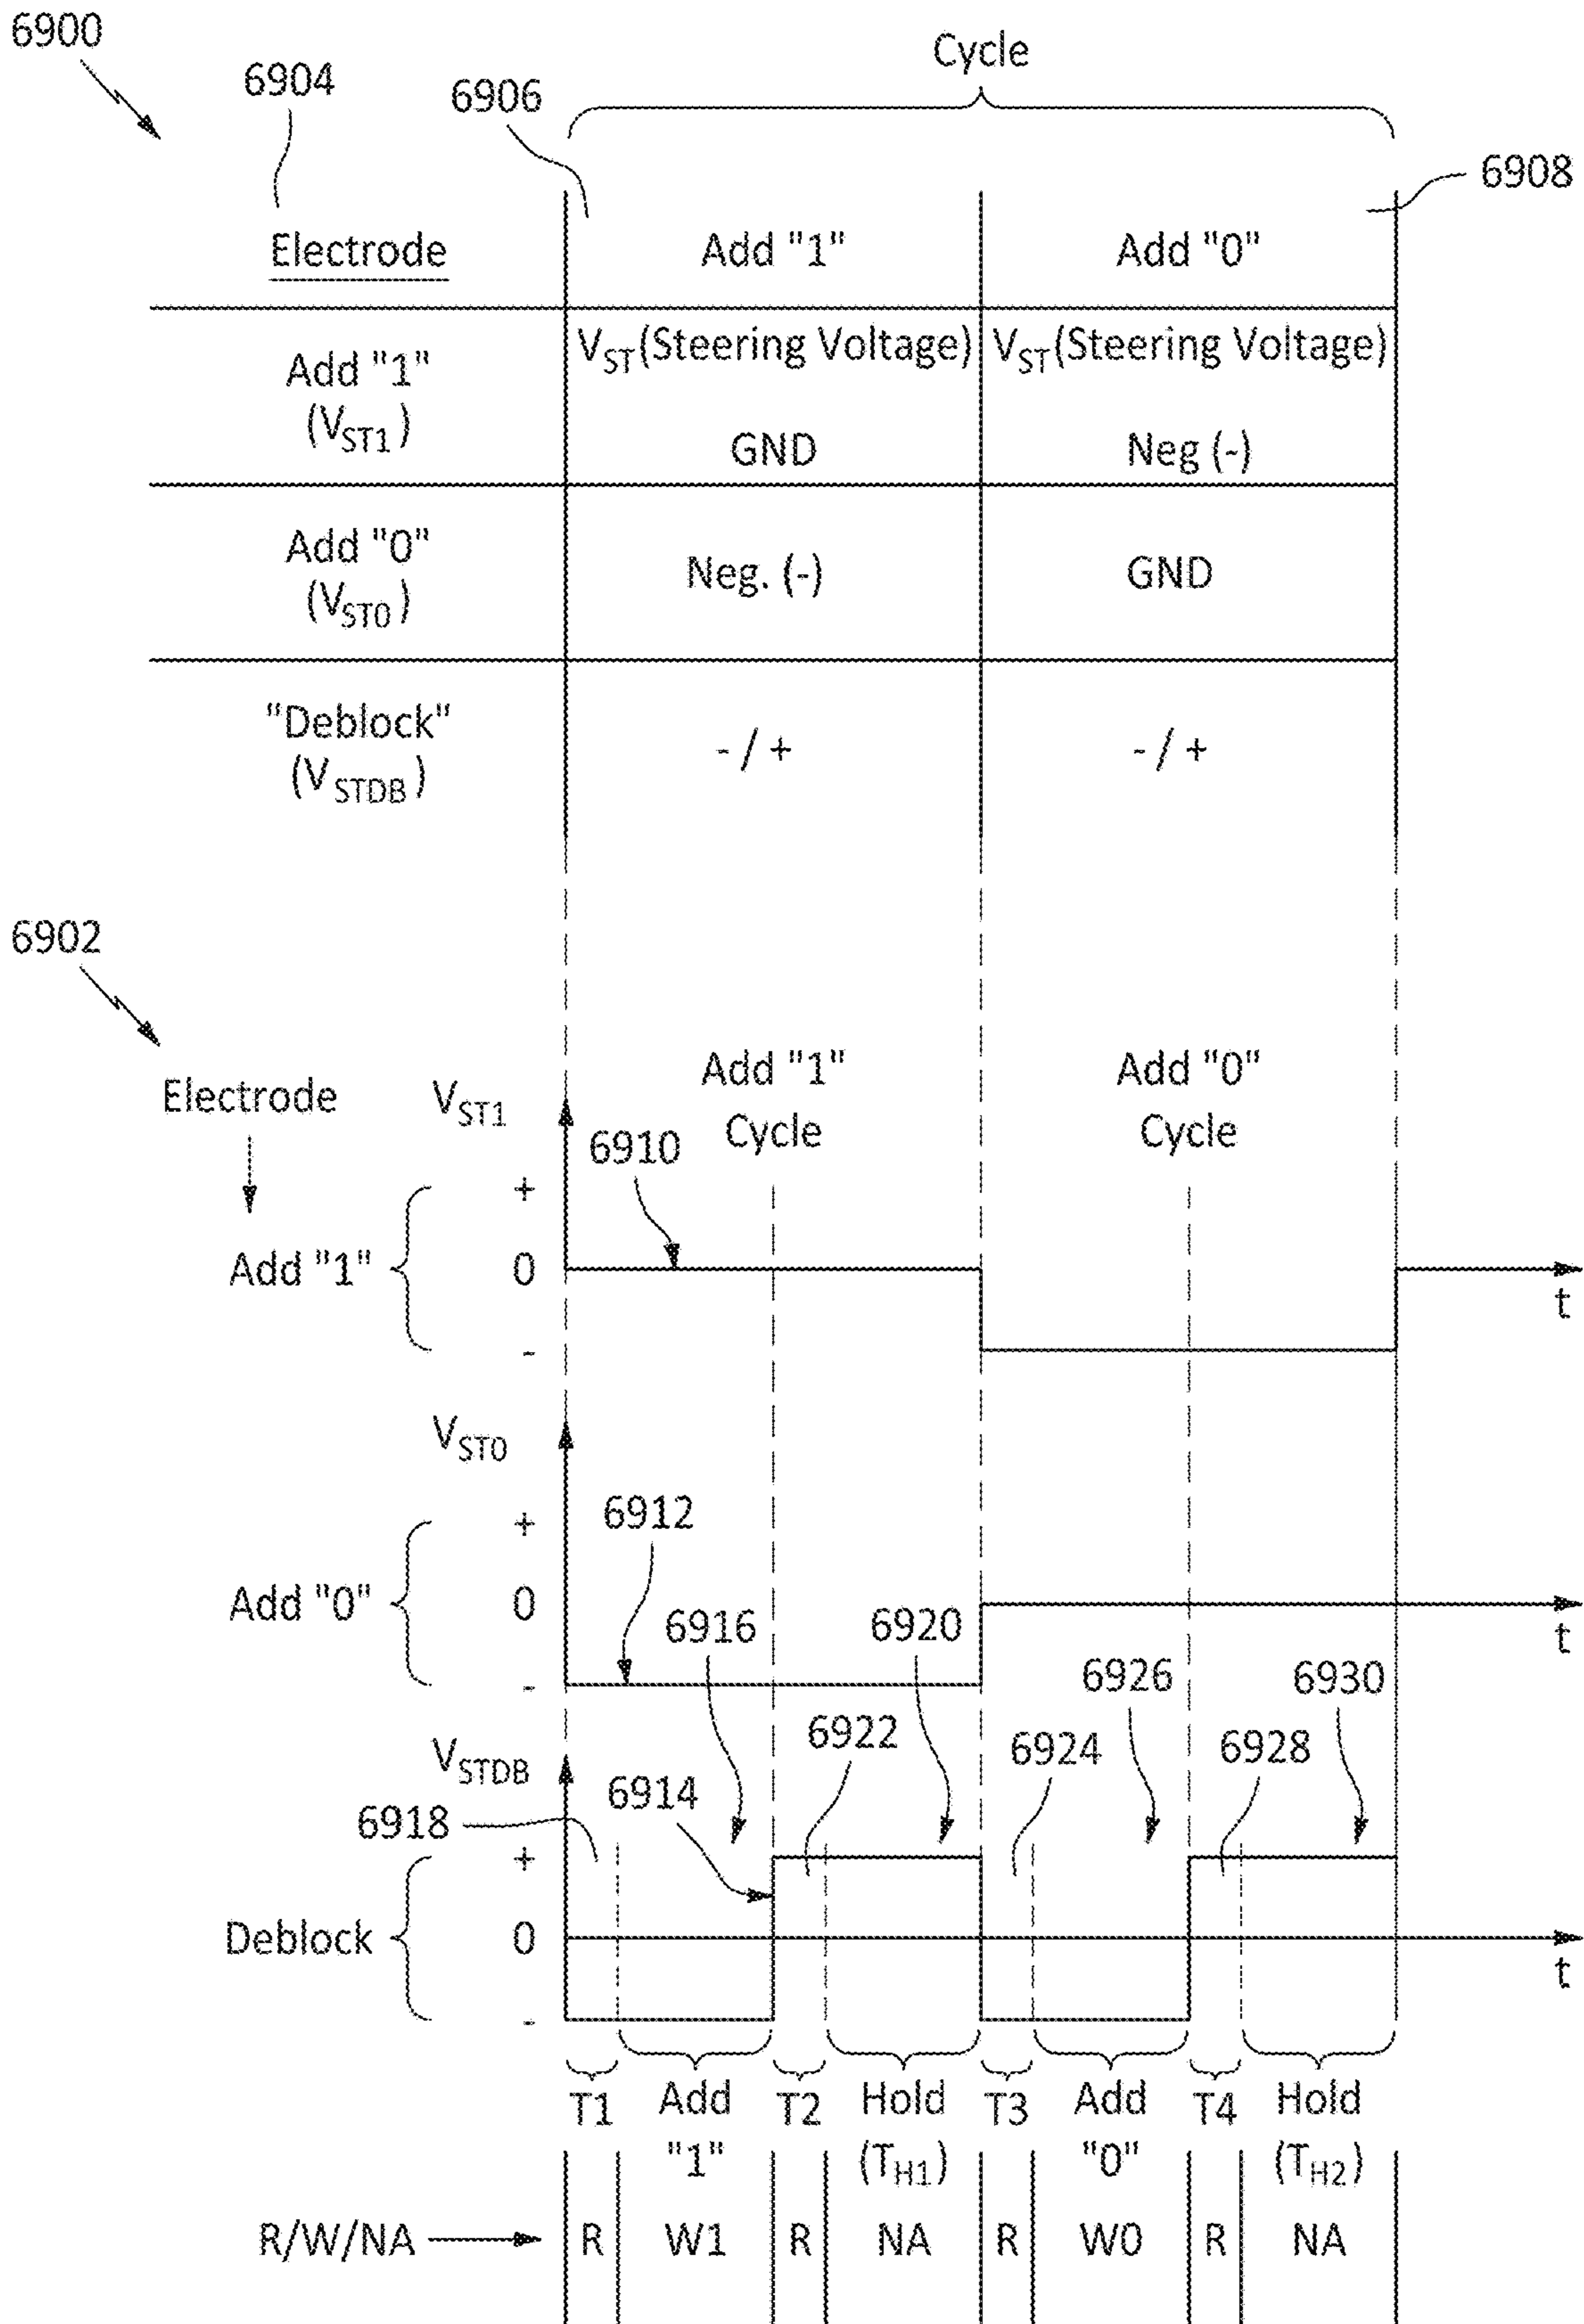 6900
Cycle
6904
6906
6908
Electrode
Add "1"
Add "0"
Add "1"
(VST1)
VST(Steering Voltage)
VST(Steering Voltage)
GND
Neg (-)
Add "0"
(VST0)
Neg. (-)
GND
"Deblock"
(VSTDB)
- / +
- / +
6902
Electrode
VST1
Add "1"
Cycle
Add "0"
Cycle
6910
+
Add "1"
0
t
-
VST0
6912
+
Add "0"
0
t
6916
6920
6926
6930
-
VSTDB
6922
6924
6928
6914
6918
+
Deblock
0
t
-
T1
Add
"1"
T2
Hold
(TH1)
T3
Add
"0"
T4
Hold
(TH2)
R/W/NA
R
W1
R
NA
R
W0
R
NA